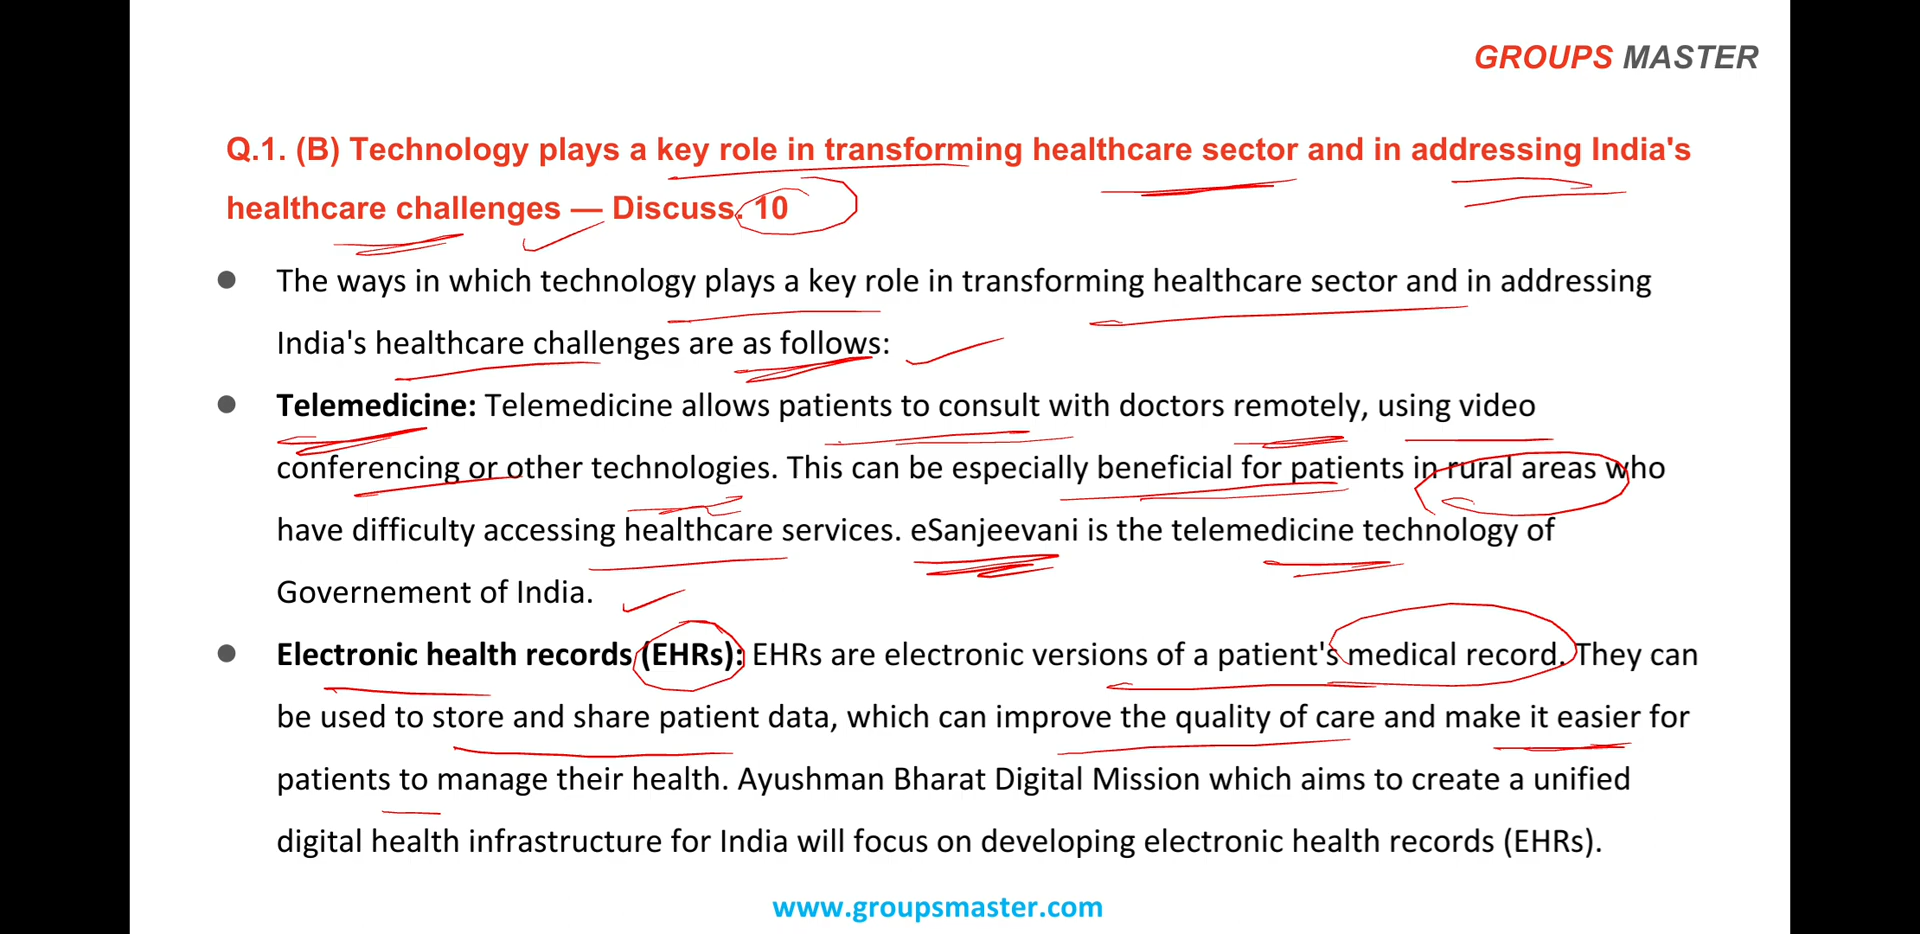 GROUPS MASTER
Q.1. (B) Technology plays a key role in transforming healthcare sector and in addressing India's
healthcare challenges — Discuss. 10
● The ways in which technology plays a key role in transforming healthcare sector and in addressing
India's healthcare challenges are as follows:
● Telemedicine: Telemedicine allows patients to consult with doctors remotely, using video
conferencing or other technologies. This can be especially beneficial for patients in rural areas who
have difficulty accessing healthcare services. eSanjeevani is the telemedicine technology of
Governement of India.
● Electronic health records (EHRs): EHRs are electronic versions of a patient's medical record. They can
be used to store and share patient data, which can improve the quality of care and make it easier for
patients to manage their health. Ayushman Bharat Digital Mission which aims to create a unified
digital health infrastructure for India will focus on developing electronic health records (EHRs).
www.groupsmaster.com